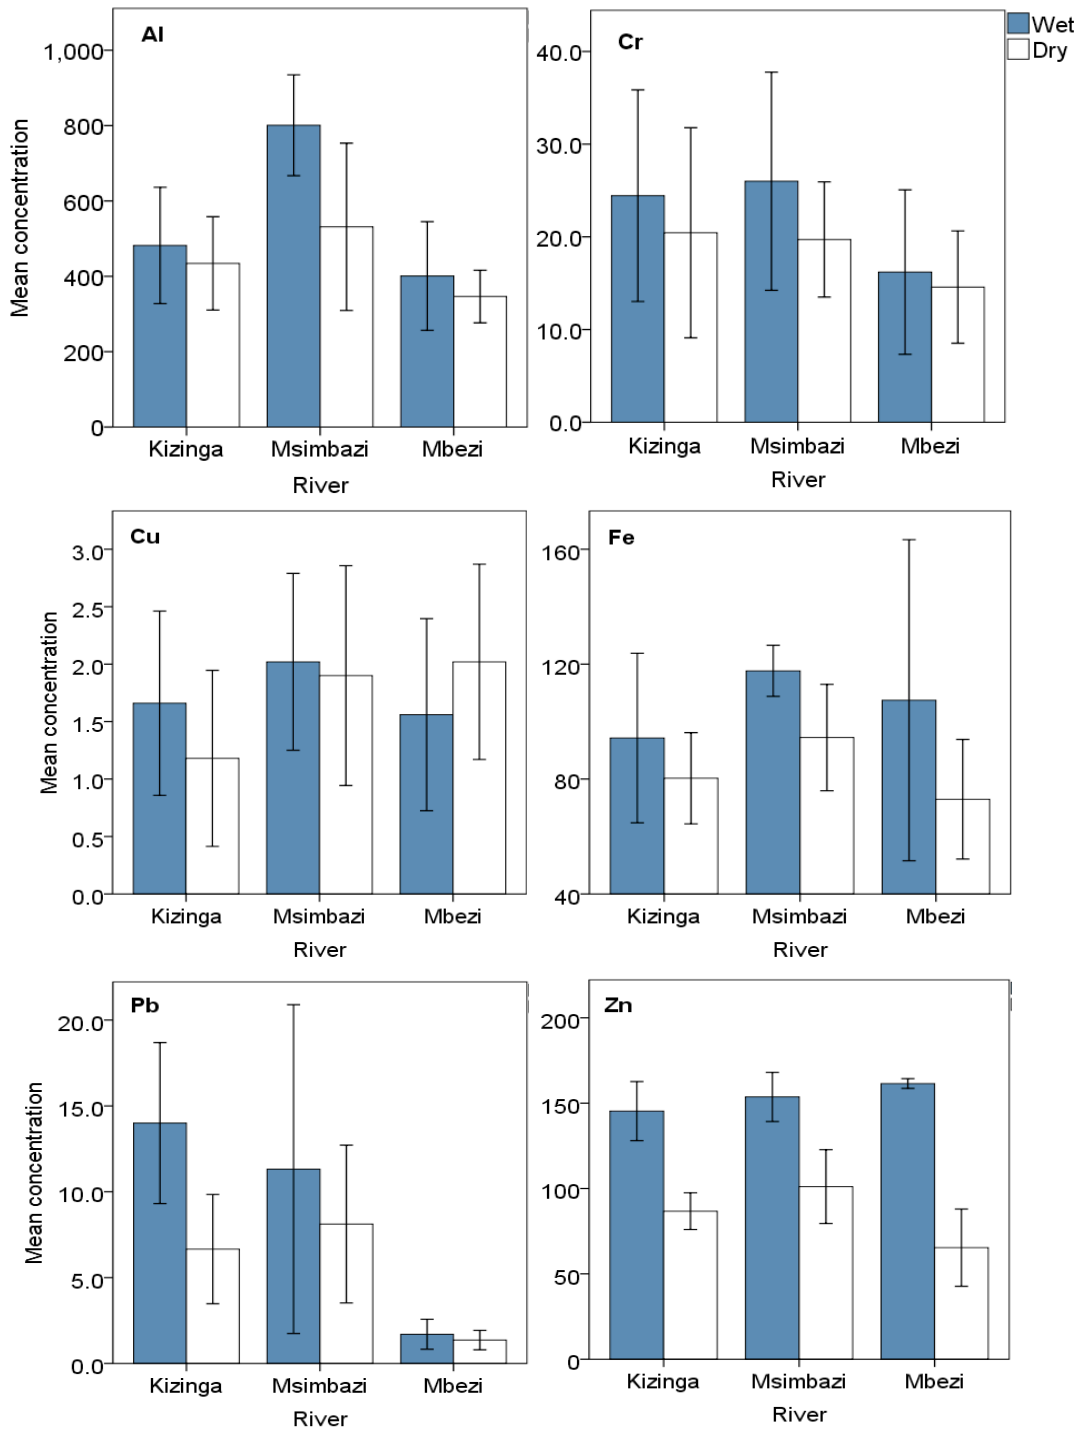 Al
Mean concentration
1,000
800
600
400
200
0
Kizinga Msimbazi Mbezi
River
Cr
40.0
30.0
20.0
10.0
0.0
Kizinga Msimbazi Mbezi
River
Wet
Dry
Cu
Mean concentration
3.0
2.5
2.0
1.5
1.0
0.5
0.0
Kizinga Msimbazi Mbezi
River
Fe
160
120
80
40
Kizinga Msimbazi Mbezi
River
Pb
Mean concentration
20.0
15.0
10.0
5.0
0.0
Kizinga Msimbazi Mbezi
River
Zn
200
150
100
50
0
Kizinga Msimbazi Mbezi
River